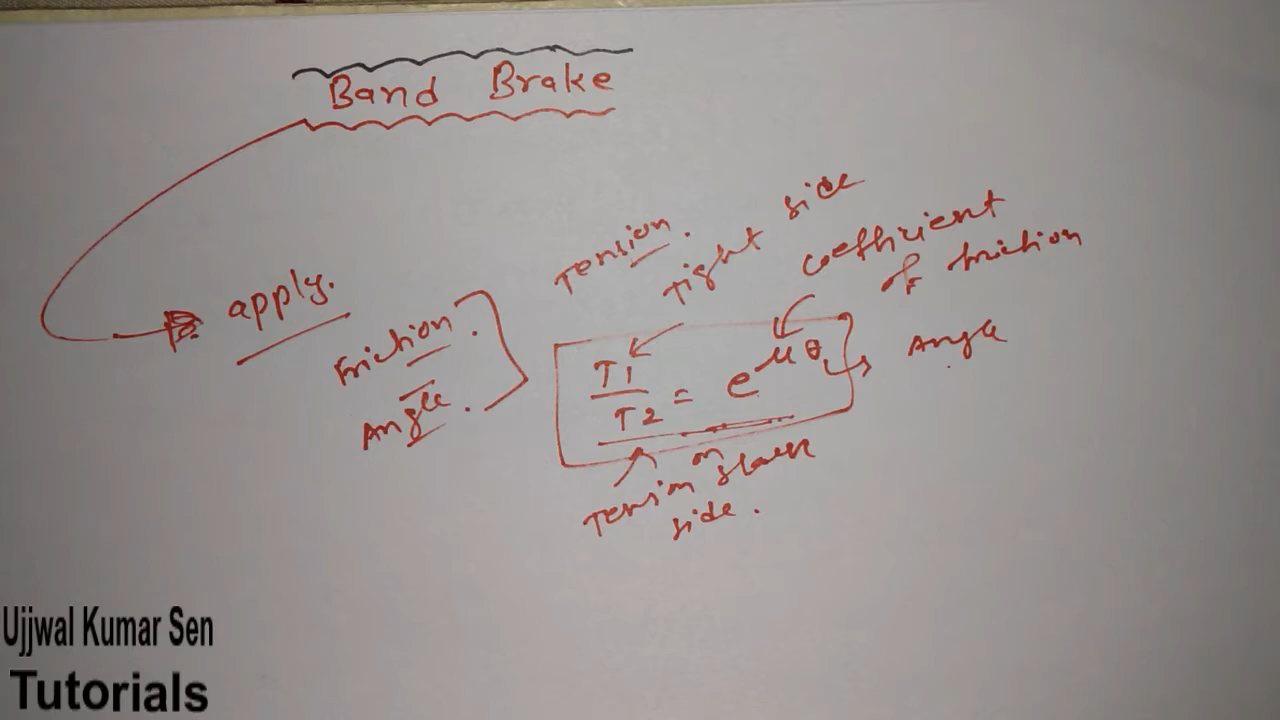 Band Brake
apply.
Friction.
Angle.
Tension.
Tight side
coefficient
of friction
T1
T2 = e^μθ
Angle
Tension on slack
side.
Ujjwal Kumar Sen
Tutorials